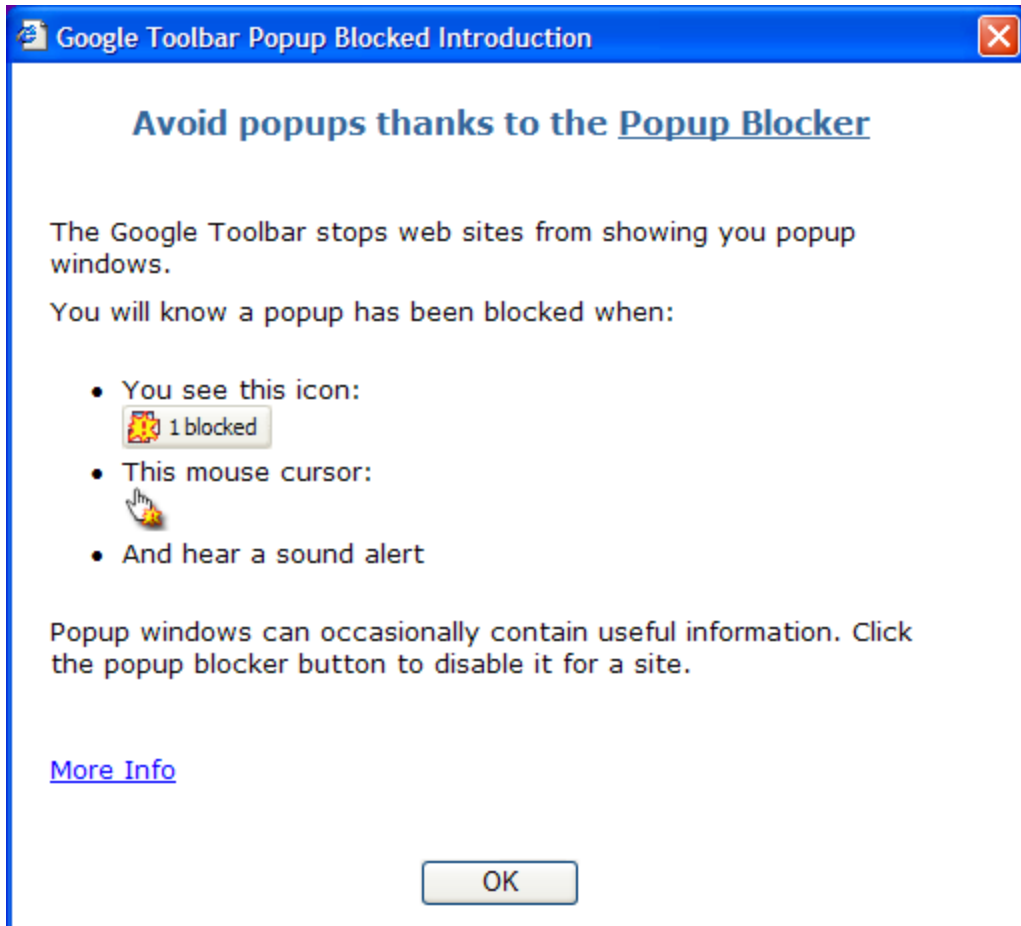 Google Toolbar Popup Blocked Introduction
Avoid popups thanks to the Popup Blocker
The Google Toolbar stops web sites from showing you popup
windows.
You will know a popup has been blocked when:
• You see this icon:
1 blocked
• This mouse cursor:
• And hear a sound alert
Popup windows can occasionally contain useful information. Click
the popup blocker button to disable it for a site.
More Info
OK